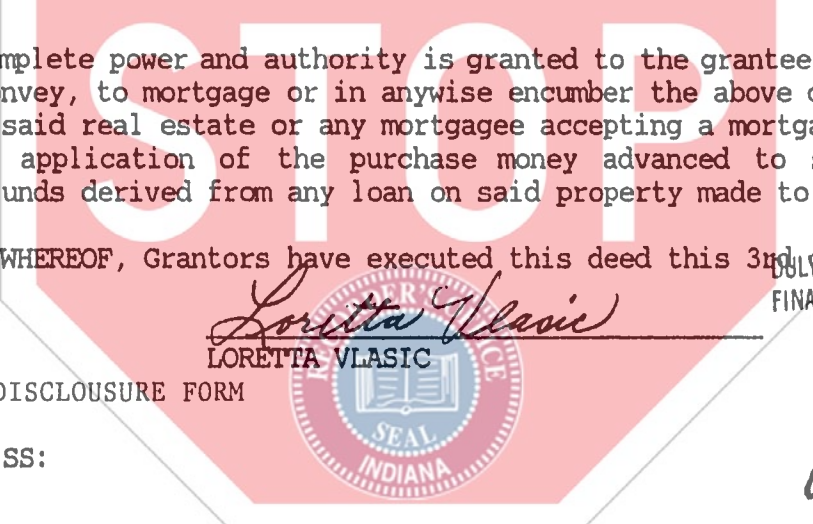 STOP
mplete power and authority is granted to the grantee
nvey, to mortgage or in anywise encumber the above
said real estate or any mortgagee accepting a mortga
application of the purchase money advanced to
unds derived from any loan on said property made to
WHEREOF, Grantors have executed this deed this 3rd
DULY
FINA
Loretta Vlasic
LORETTA VLASIC
DISCLOUSURE FORM
SS:
RECORDER'S OFFICE
SEAL
INDIANA